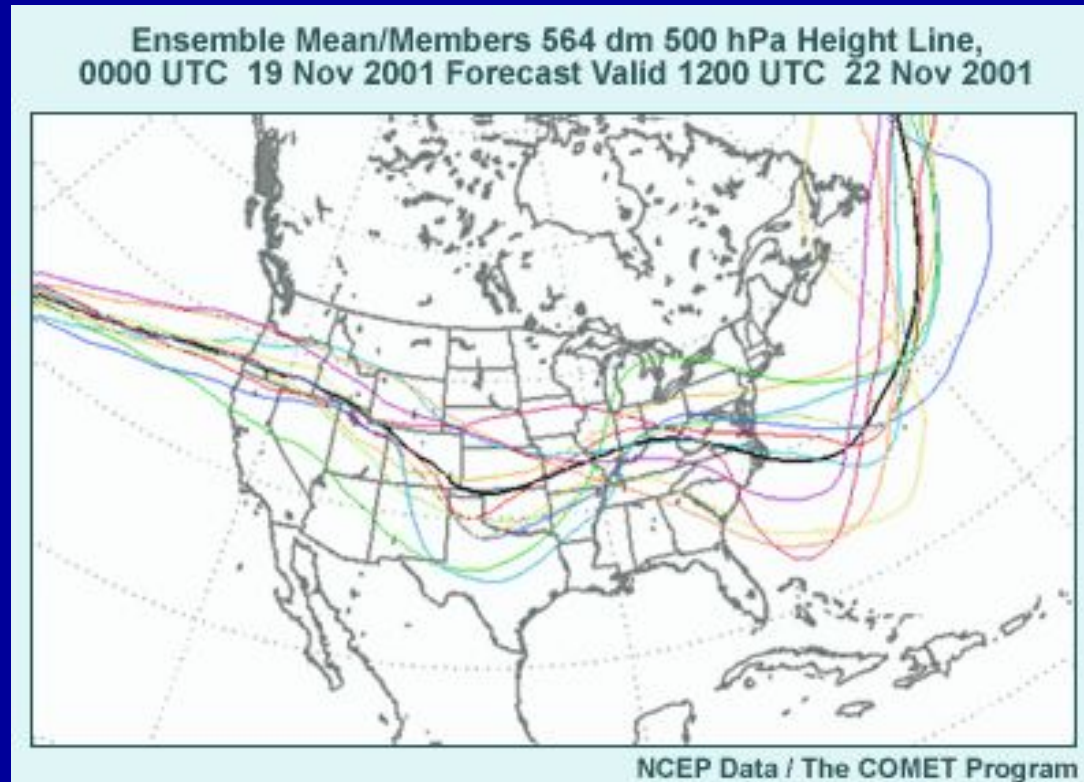 Ensemble Mean/Members 564 dm 500 hPa Height Line,
0000 UTC 19 Nov 2001 Forecast Valid 1200 UTC 22 Nov 2001
NCEP Data / The COMET Program